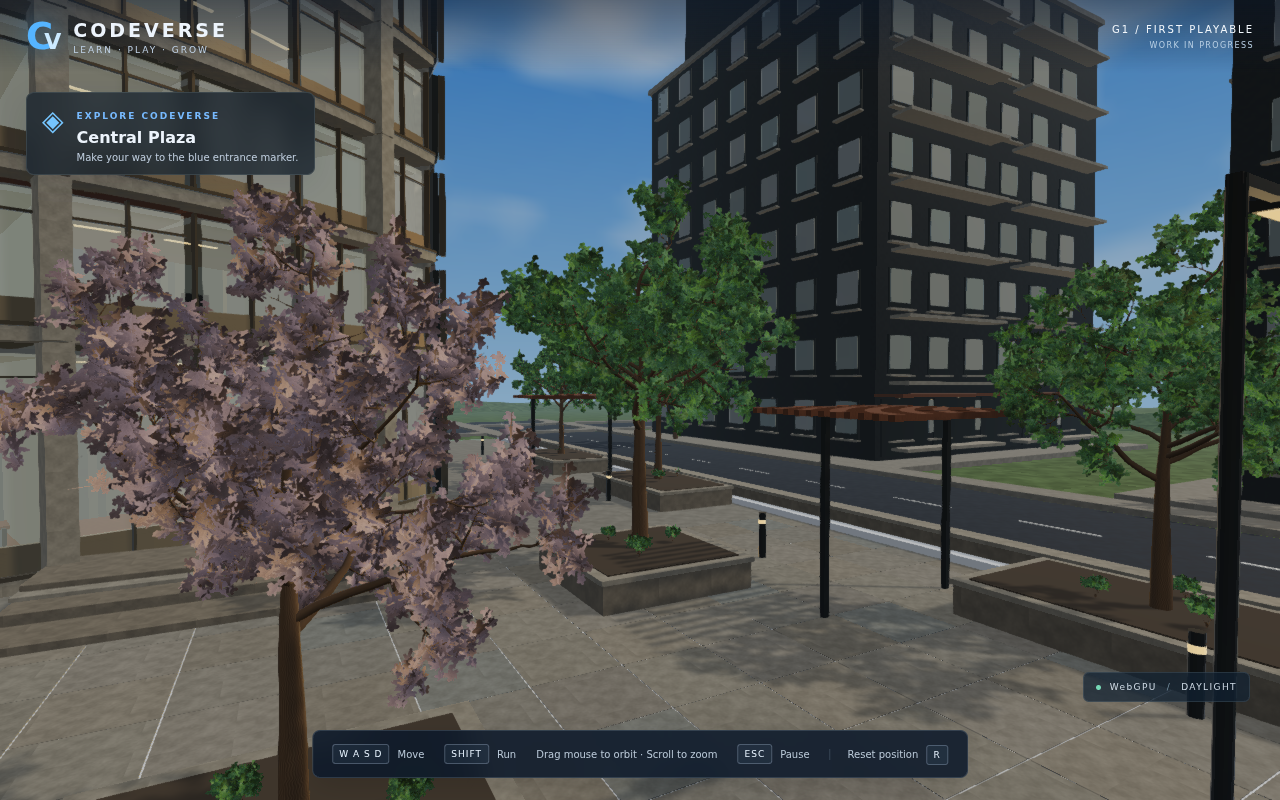 CV CODEVERSE
LEARN · PLAY · GROW
G1 / FIRST PLAYABLE
WORK IN PROGRESS
EXPLORE CODEVERSE
Central Plaza
Make your way to the blue entrance marker.
WebGPU / DAYLIGHT
W A S D Move SHIFT Run Drag mouse to orbit · Scroll to zoom ESC Pause | Reset position R